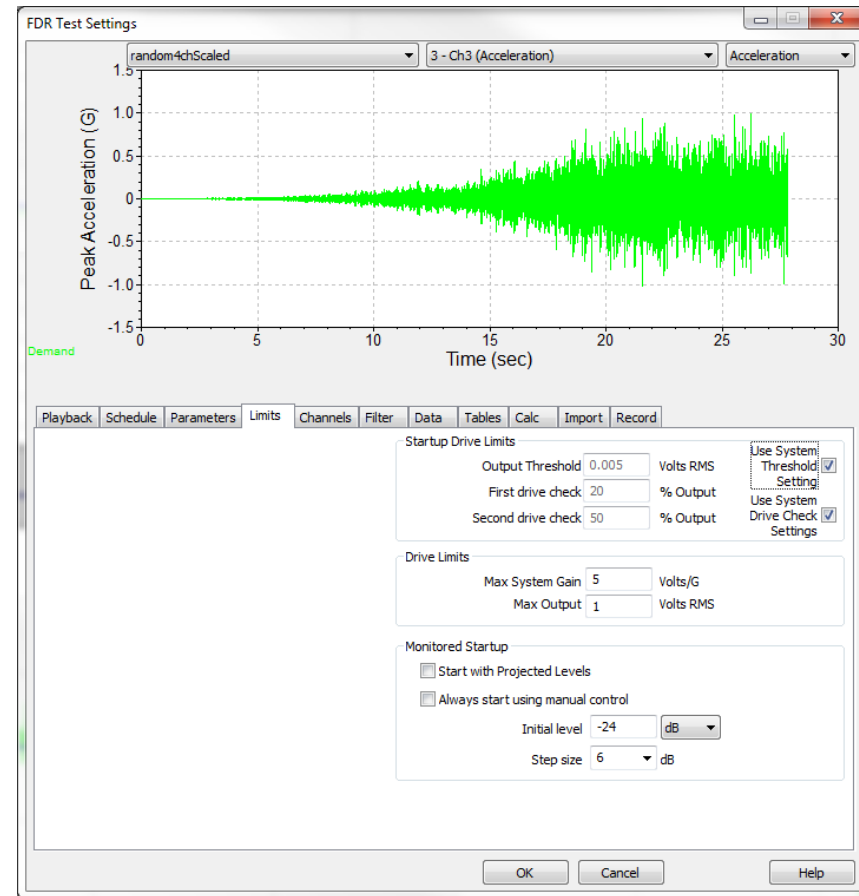 FDR Test Settings
random4chScaled
3 - Ch3 (Acceleration)
Acceleration
1.5
1.0
0.5
0
-0.5
-1.0
-1.5
Peak Acceleration (G)
0 5 10 15 20 25 30
Time (sec)
Demand
Playback Schedule Parameters Limits Channels Filter Data Tables Calc Import Record
Startup Drive Limits
Output Threshold 0.005 Volts RMS
First drive check 20 % Output
Second drive check 50 % Output
Use System
Threshold
Setting
Use System
Drive Check
Settings
Drive Limits
Max System Gain 5 Volts/G
Max Output 1 Volts RMS
Monitored Startup
Start with Projected Levels
Always start using manual control
Initial level -24 dB
Step size 6 dB
OK Cancel Help